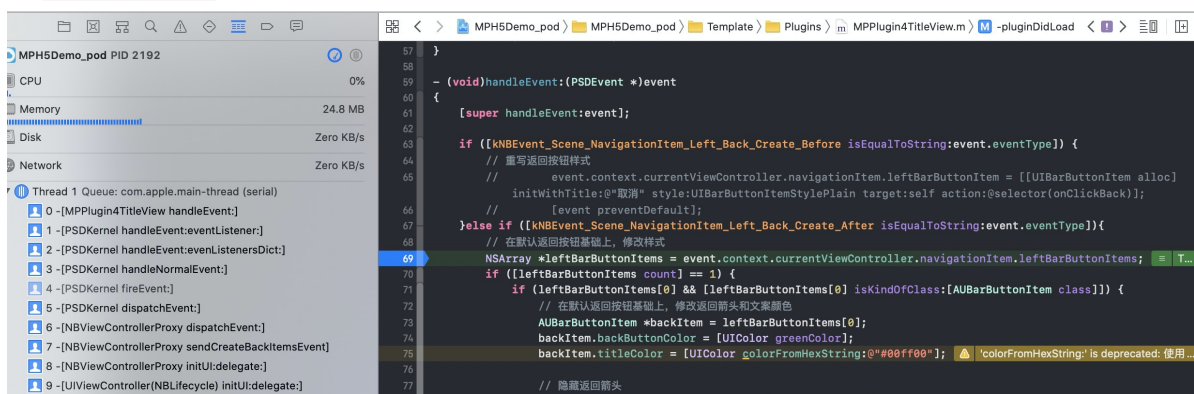 MPH5Demo_pod 〉 MPH5Demo_pod 〉 Template 〉 Plugins 〉 m MPPlugin4TitleView.m 〉 M -pluginDidLoad
MPH5Demo_pod PID 2192
CPU 0%
Memory 24.8 MB
Disk Zero KB/s
Network Zero KB/s
Thread 1 Queue: com.apple.main-thread (serial)
0 -[MPPlugin4TitleView handleEvent:]
1 -[PSDKernel handleEvent:eventListener:]
2 -[PSDKernel handleEvent:evenListenersDict:]
3 -[PSDKernel handleNormalEvent:]
4 -[PSDKernel fireEvent:]
5 -[PSDKernel dispatchEvent:]
6 -[NBViewControllerProxy dispatchEvent:]
7 -[NBViewControllerProxy sendCreateBackItemsEvent]
8 -[NBViewControllerProxy initUI:delegate:]
9 -[UIViewController(NBLifecycle) initUI:delegate:]
57 }
58
59 - (void)handleEvent:(PSDEvent *)event
60 {
61 [super handleEvent:event];
62
63 if ([kNBEvent_Scene_NavigationItem_Left_Back_Create_Before isEqualToString:event.eventType]) {
64 // 重写返回按钮样式
65 // event.context.currentViewController.navigationItem.leftBarButtonItem = [[UIBarButtonItem alloc]
initWithTitle:@"取消" style:UIBarButtonItemStylePlain target:self action:@selector(onClickBack)];
66 // [event preventDefault];
67 }else if ([kNBEvent_Scene_NavigationItem_Left_Back_Create_After isEqualToString:event.eventType]){
68 // 在默认返回按钮基础上，修改样式
69 NSArray *leftBarButtonItems = event.context.currentViewController.navigationItem.leftBarButtonItems; = T...
70 if ([leftBarButtonItems count] == 1) {
71 if (leftBarButtonItems[0] && [leftBarButtonItems[0] isKindOfClass:[AUBarButtonItem class]]) {
72 // 在默认返回按钮基础上，修改返回箭头和文案颜色
73 AUBarButtonItem *backItem = leftBarButtonItems[0];
74 backItem.backButtonColor = [UIColor greenColor];
75 backItem.titleColor = [UIColor colorFromHexString:@"#00ff00"]; 'colorFromHexString:' is deprecated: 使用...
76
77 // 隐藏返回箭头